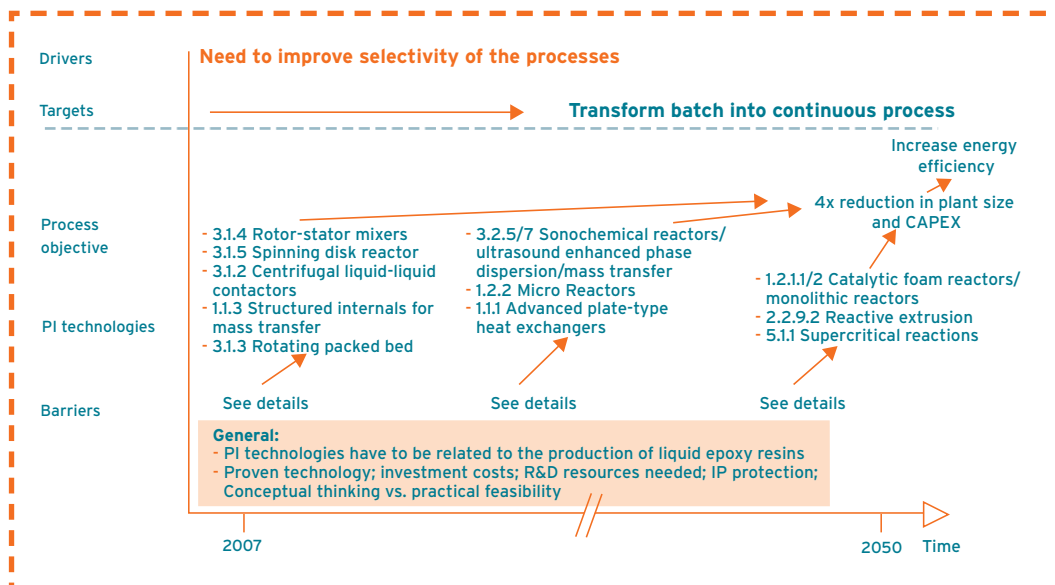 Drivers
Need to improve selectivity of the processes
Targets
Transform batch into continuous process
Increase energy
efficiency
Process
objective
4x reduction in plant size
and CAPEX
PI technologies
- 3.1.4 Rotor-stator mixers
- 3.1.5 Spinning disk reactor
- 3.1.2 Centrifugal liquid-liquid
contactors
- 1.1.3 Structured internals for
mass transfer
- 3.1.3 Rotating packed bed
- 3.2.5/7 Sonochemical reactors/
ultrasound enhanced phase
dispersion/mass transfer
- 1.2.2 Micro Reactors
- 1.1.1 Advanced plate-type
heat exchangers
- 1.2.1.1/2 Catalytic foam reactors/
monolithic reactors
- 2.2.9.2 Reactive extrusion
- 5.1.1 Supercritical reactions
Barriers
See details
See details
See details
General:
- PI technologies have to be related to the production of liquid epoxy resins
- Proven technology; investment costs; R&D resources needed; IP protection;
Conceptual thinking vs. practical feasibility
2007
2050
Time